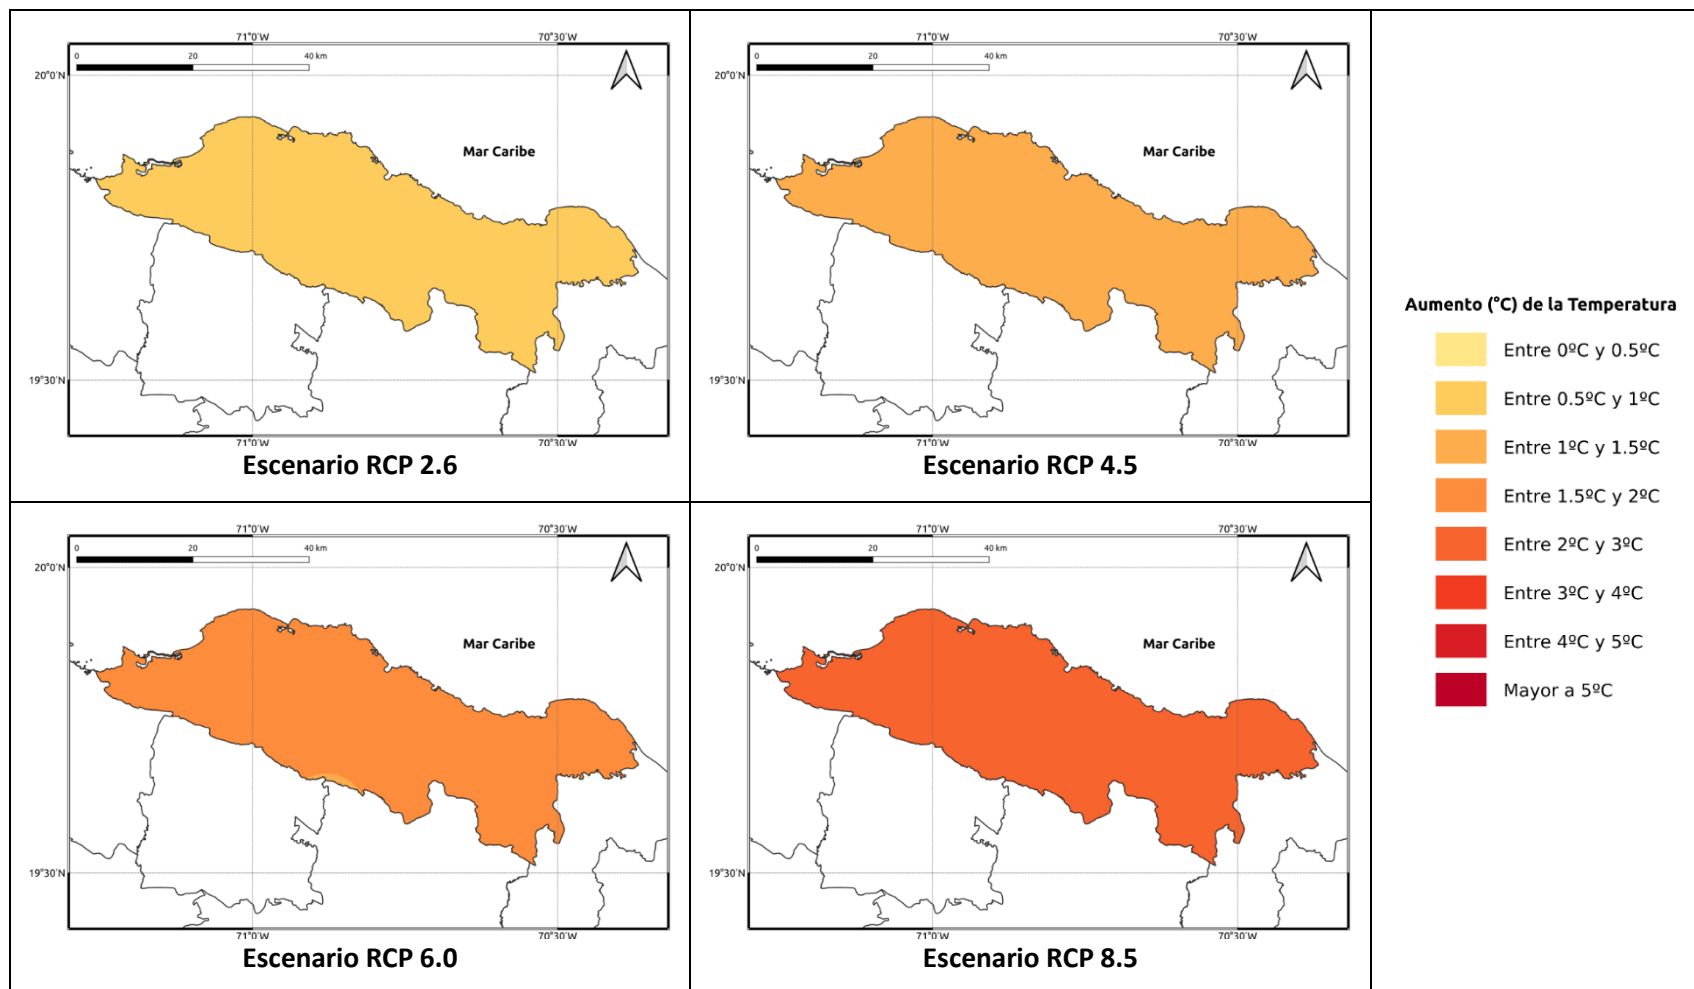 71°0'W 70°30'W
0 20 40 km
20°0'N
Mar Caribe
19°30'N
71°0'W 70°30'W
Escenario RCP 2.6
71°0'W 70°30'W
0 20 40 km
20°0'N
Mar Caribe
19°30'N
71°0'W 70°30'W
Escenario RCP 4.5
71°0'W 70°30'W
0 20 40 km
20°0'N
Mar Caribe
19°30'N
71°0'W 70°30'W
Escenario RCP 6.0
71°0'W 70°30'W
0 20 40 km
20°0'N
Mar Caribe
19°30'N
71°0'W 70°30'W
Escenario RCP 8.5
Aumento (°C) de la Temperatura
Entre 0ºC y 0.5ºC
Entre 0.5ºC y 1ºC
Entre 1ºC y 1.5ºC
Entre 1.5ºC y 2ºC
Entre 2ºC y 3ºC
Entre 3ºC y 4ºC
Entre 4ºC y 5ºC
Mayor a 5ºC